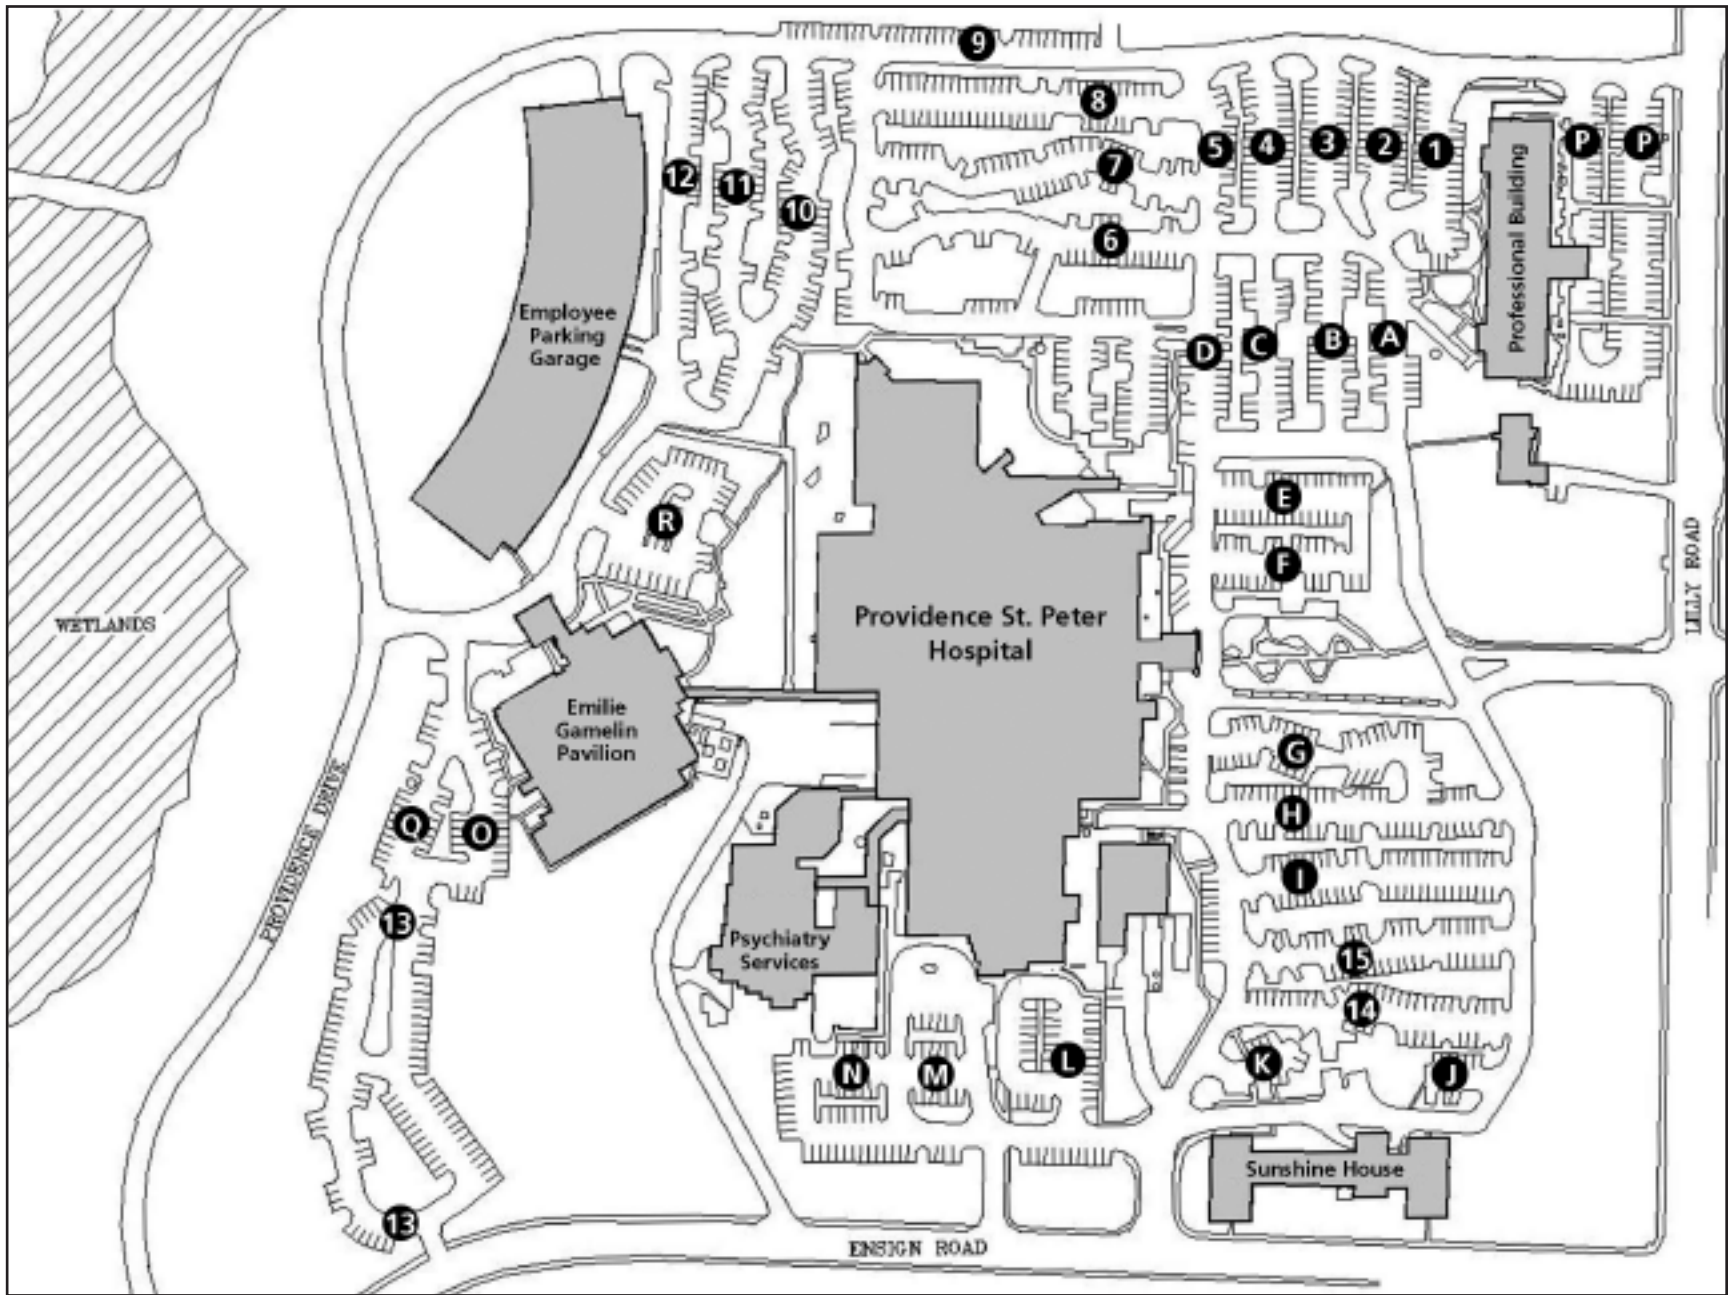 9
8
5
4
3
2
1
P
P
7
12
11
10
6
Professional Building
Employee
Parking
Garage
D
C
B
A
E
R
F
LILLY ROAD
WETLANDS
Providence St. Peter
Hospital
Emilie
Gamelin
Pavilion
G
H
PROVIDENCE DRIVE
Q
O
I
13
Psychiatry
Services
15
14
N
M
L
K
J
Sunshine House
13
ENSIGN ROAD